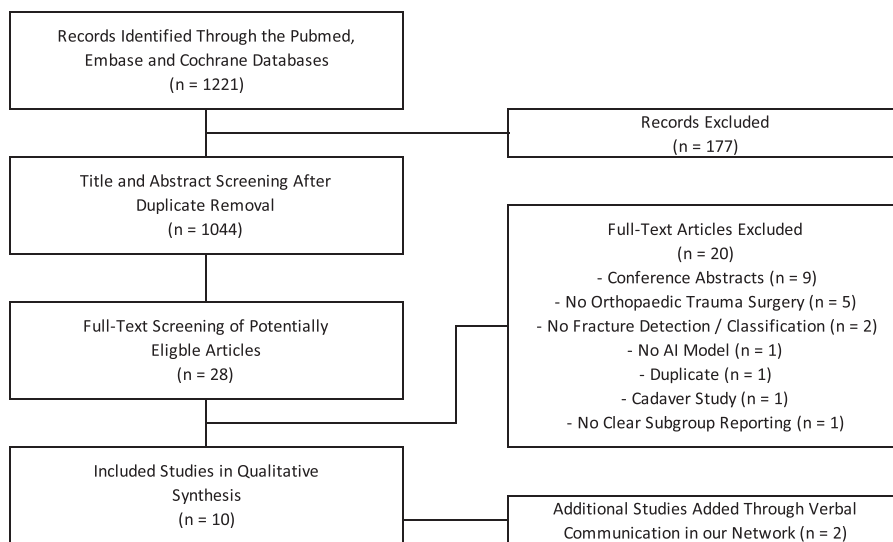 Records Identified Through the Pubmed,
Embase and Cochrane Databases
(n = 1221)
Records Excluded
(n = 177)
Title and Abstract Screening After
Duplicate Removal
(n = 1044)
Full-Text Articles Excluded
(n = 20)
- Conference Abstracts (n = 9)
- No Orthopaedic Trauma Surgery (n = 5)
- No Fracture Detection / Classification (n = 2)
- No AI Model (n = 1)
- Duplicate (n = 1)
- Cadaver Study (n = 1)
- No Clear Subgroup Reporting (n = 1)
Full-Text Screening of Potentially
Eligible Articles
(n = 28)
Included Studies in Qualitative
Synthesis
(n = 10)
Additional Studies Added Through Verbal
Communication in our Network (n = 2)